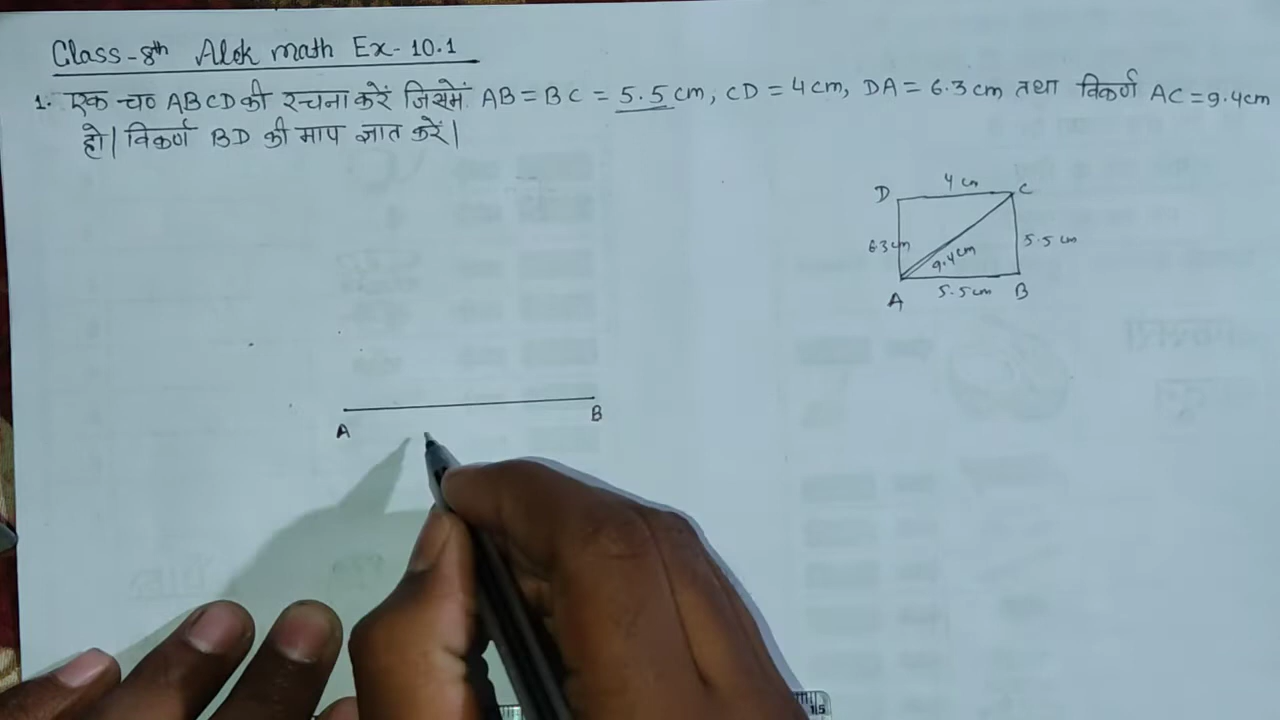 Class-8th Alok math Ex-10.1
1. एक च० ABCD की रचना करें जिसमें AB = BC = 5.5 cm, CD = 4 cm, DA = 6.3 cm तथा विकर्ण AC = 9.4 cm
हो| विकर्ण BD की माप ज्ञात करें|
D 4 cm C
6.3 cm 9.4 cm 5.5 cm
A 5.5 cm B
A B
15